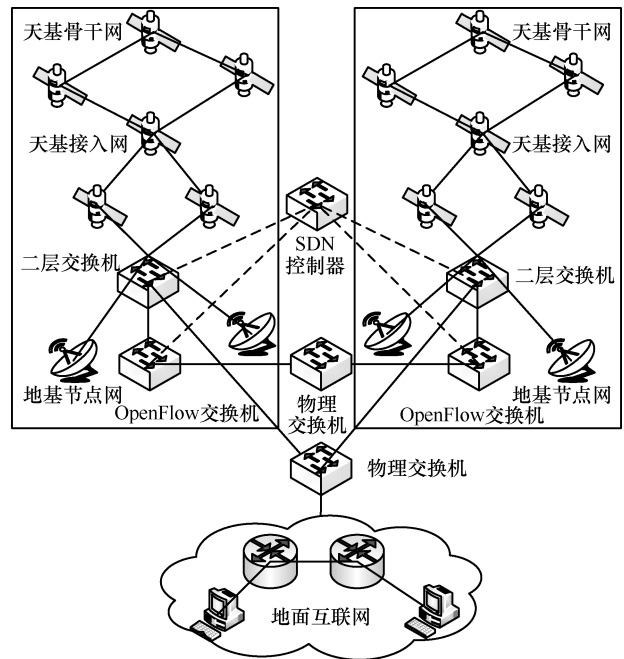 天基骨干网
天基骨干网
天基接入网
天基接入网
SDN
控制器
二层交换机
二层交换机
地基节点网
物理
交换机
地基节点网
OpenFlow交换机
OpenFlow交换机
物理交换机
地面互联网